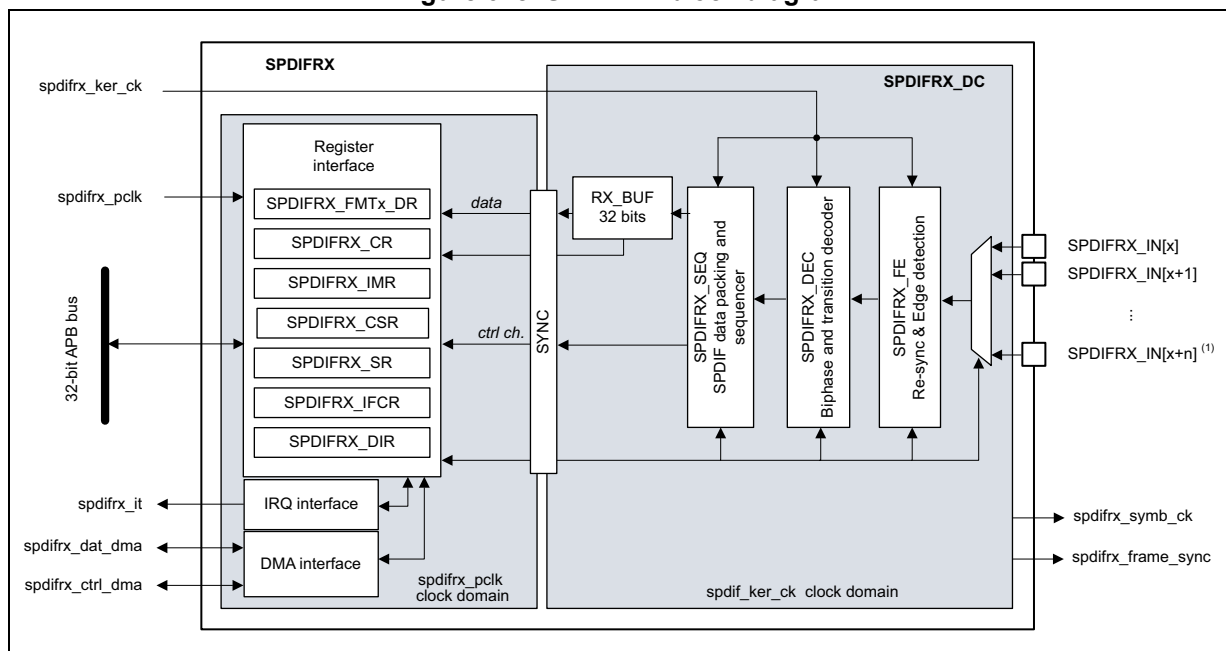 SPDIFRX
SPDIFRX_DC
spdifrx_ker_ck
Register
interface
spdifrx_pclk
SPDIFRX_FMTx_DR
SPDIFRX_CR
SPDIFRX_IMR
SPDIFRX_CSR
SPDIFRX_SR
SPDIFRX_IFCR
SPDIFRX_DIR
32-bit APB bus
data
ctrl ch.
SYNC
RX_BUF
32 bits
SPDIFRX_SEQ
SPDIF data packing and
sequencer
SPDIFRX_DEC
Biphase and transition decoder
SPDIFRX_FE
Re-sync & Edge detection
SPDIFRX_IN[x]
SPDIFRX_IN[x+1]
...
SPDIFRX_IN[x+n] (1)
spdifrx_it
IRQ interface
spdifrx_dat_dma
DMA interface
spdifrx_ctrl_dma
spdifrx_pclk
clock domain
spdif_ker_ck clock domain
spdifrx_symb_ck
spdifrx_frame_sync